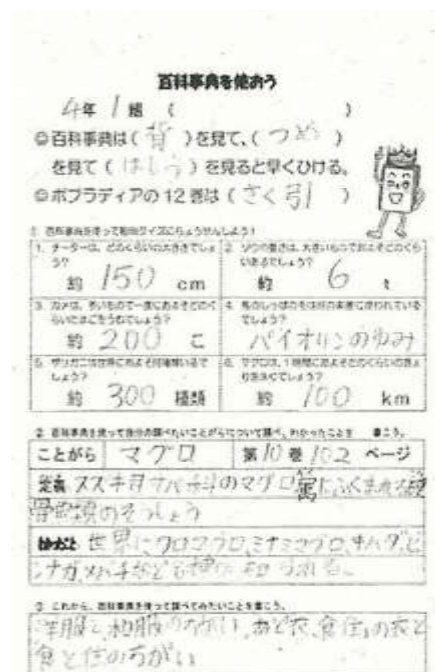 百科事典を使おう
4年 1組 ( )
◎百科事典は( 背 )を見て、( つめ )
を見て ( はしら ) を見ると早くひける。
◎ポプラディアの12巻は ( さく引 )
① 百科事典を使って動物クイズにちょうせんしよう!
1. チーターは、どのくらいの大きさでしょう?
約 150 cm
2. ゾウの重さは、大きいものでおよそどのくらいあるでしょう?
約 6 t
3. カメは、多いもので一度におよそどのくらいたまごをうむでしょう?
約 200 こ
4. 馬のしっぽの毛は何の楽器に使われているでしょう?
バイオリンのゆみ
5. ザリガニは世界におよそ何種類いるでしょう?
約 300 種類
6. マグロは、1時間におよそどのくらいのきょりを泳ぐでしょう?
約 100 km
② 百科事典を使って自分の調べたいことがらについて調べ、わかったことを 書こう。
ことがら マグロ 第10巻 102 ページ
定義 スズキ目サバ科のマグロ属にふくまれる硬
骨魚類のそうしょう
世界にクロマグロ、ミナミマグロ、キハダ、ビ
ンナガ、メバチなど
③ これから、百科事典を使って調べてみたいことを書こう。
洋服と和服のちがい、あと衣、食住の衣と
食と住のちがい